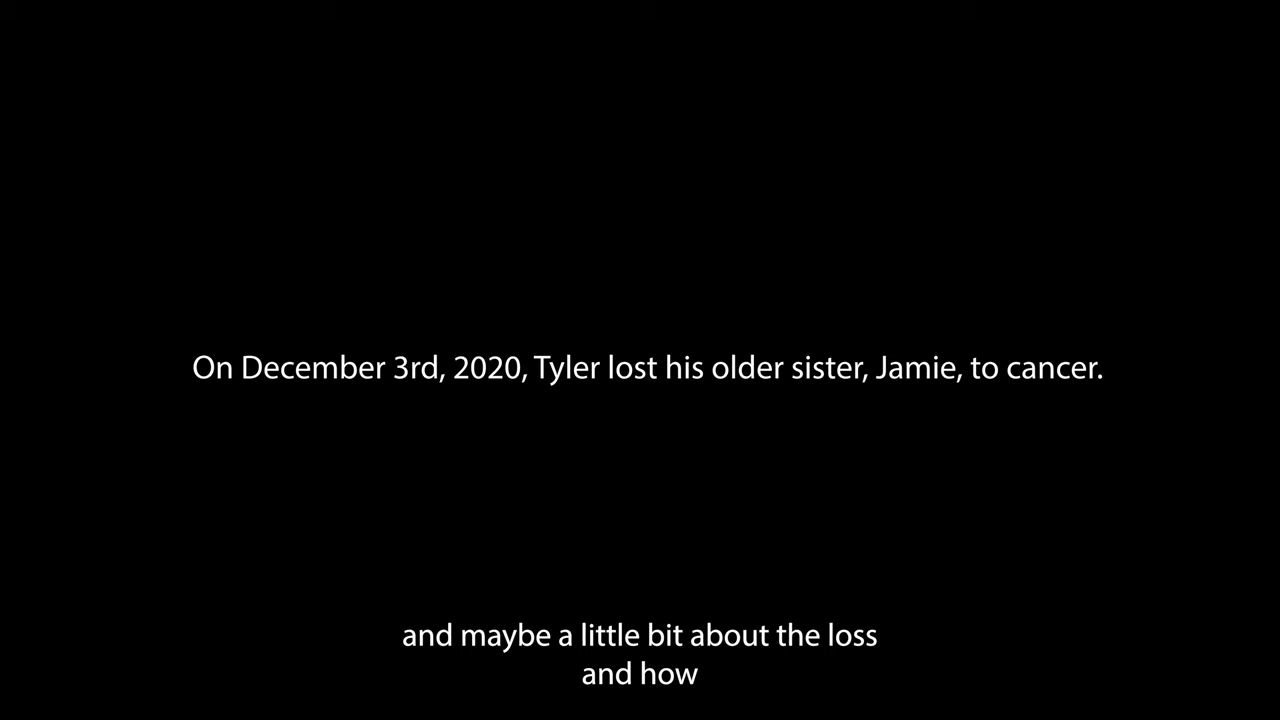 On December 3rd, 2020, Tyler lost his older sister, Jamie, to cancer.
and maybe a little bit about the loss
and how